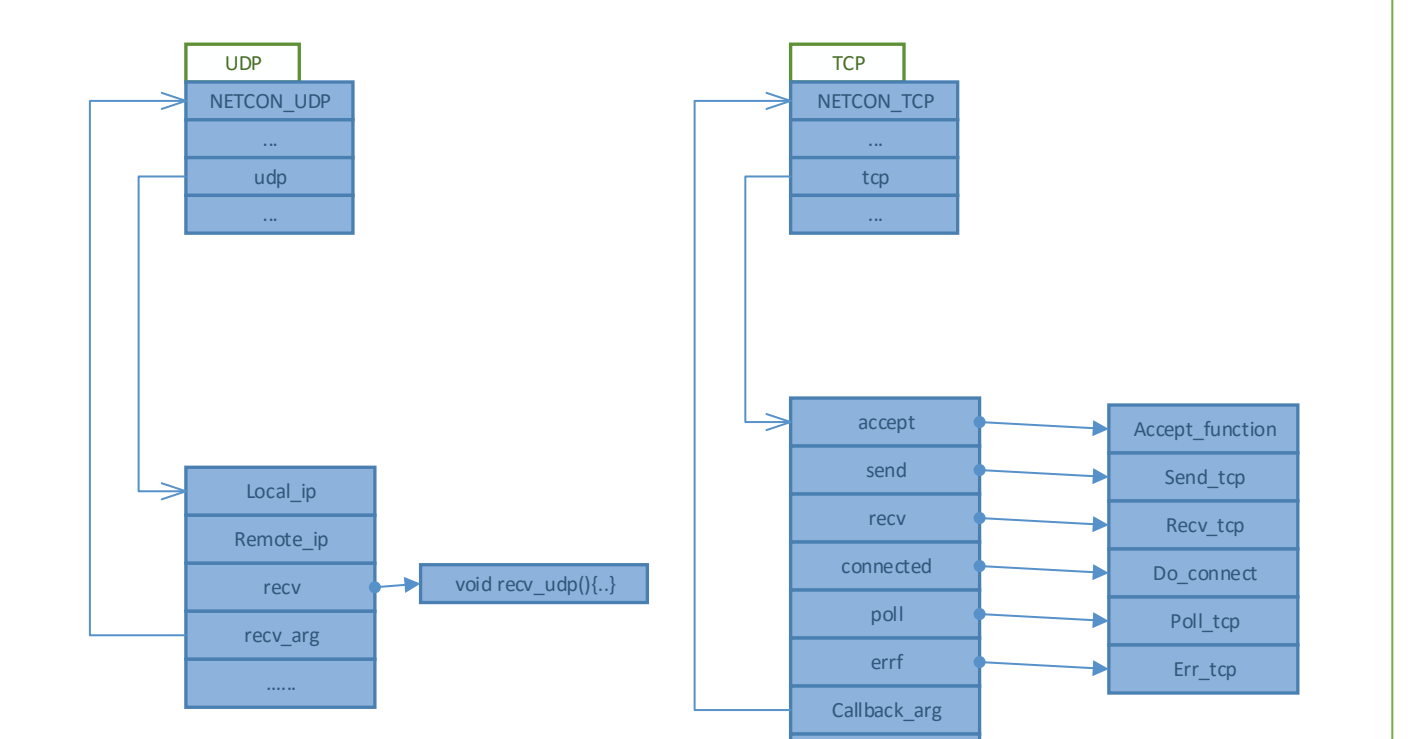 UDP
NETCON_UDP
...
udp
...
Local_ip
Remote_ip
recv
recv_arg
......
void recv_udp(){..}
TCP
NETCON_TCP
...
tcp
...
accept
send
recv
connected
poll
errf
Callback_arg
Accept_function
Send_tcp
Recv_tcp
Do_connect
Poll_tcp
Err_tcp